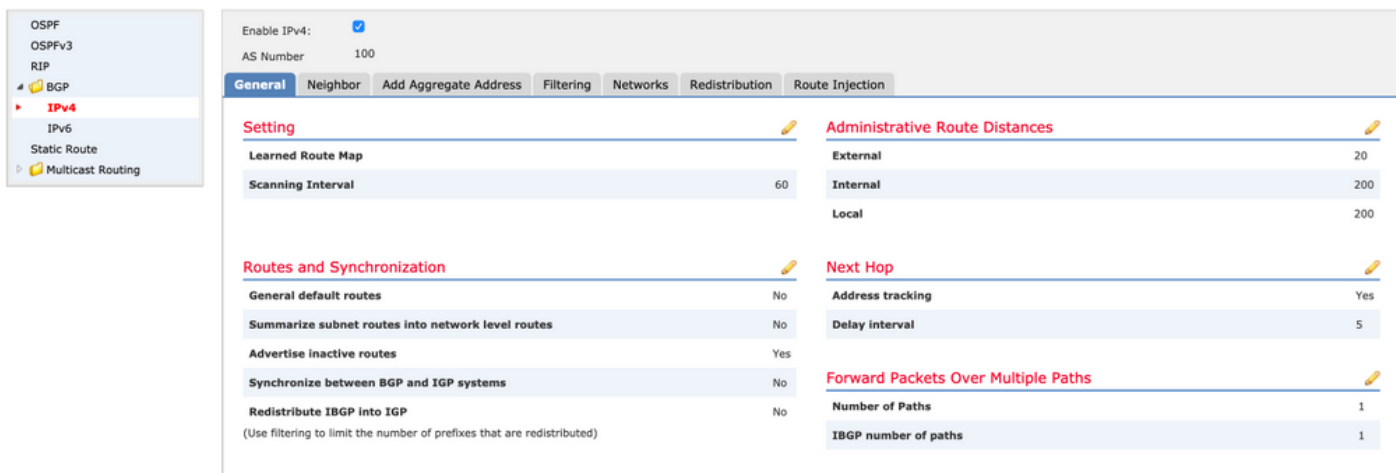 OSPF
OSPFv3
RIP
BGP
IPv4
IPv6
Static Route
Multicast Routing
Enable IPv4:
AS Number 100
General Neighbor Add Aggregate Address Filtering Networks Redistribution Route Injection
Setting
Learned Route Map
Scanning Interval 60
Administrative Route Distances
External 20
Internal 200
Local 200
Routes and Synchronization
General default routes No
Summarize subnet routes into network level routes No
Advertise inactive routes Yes
Synchronize between BGP and IGP systems No
Redistribute IBGP into IGP No
(Use filtering to limit the number of prefixes that are redistributed)
Next Hop
Address tracking Yes
Delay interval 5
Forward Packets Over Multiple Paths
Number of Paths 1
IBGP number of paths 1